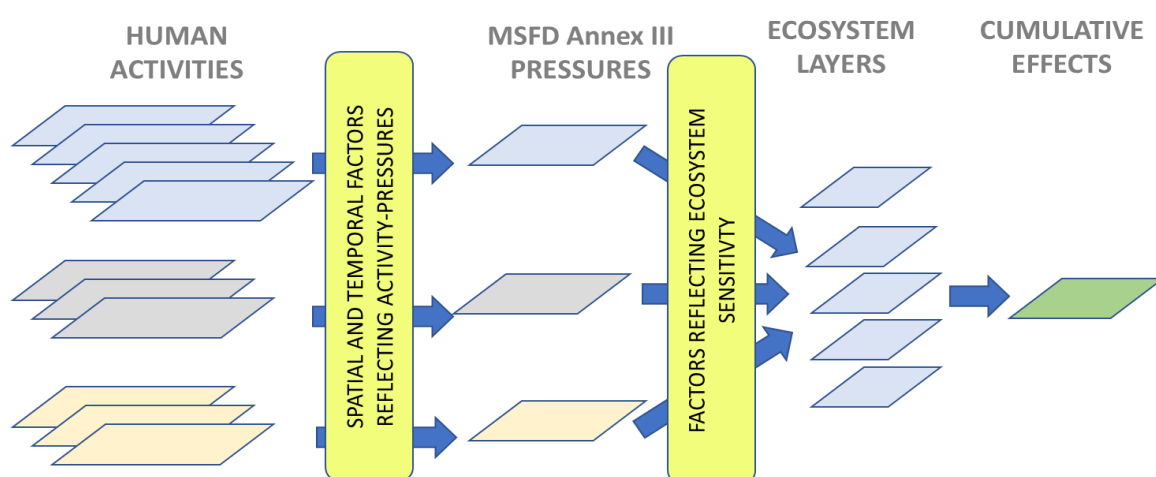 HUMAN
ACTIVITIES
MSFD Annex III
PRESSURES
ECOSYSTEM
LAYERS
CUMULATIVE
EFFECTS
SPATIAL AND TEMPORAL FACTORS
REFLECTING ACTIVITY-PRESSURES
FACTORS REFLECTING ECOSYSTEM
SENSITIVTY